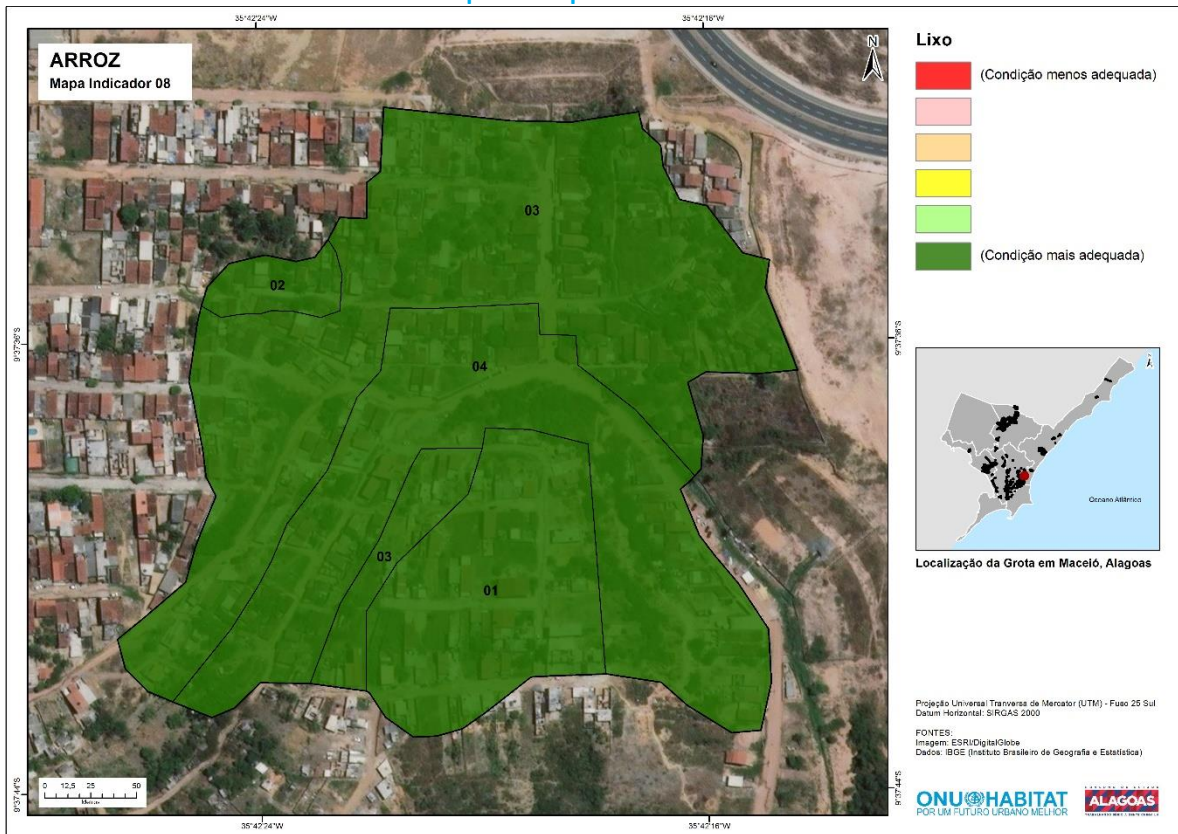 35°42'24"W
35°42'16"W
ARROZ
Mapa Indicador 08
N
03
02
04
03
01
9°37'36"S
9°37'36"S
9°37'44"S
9°37'44"S
0 12,5 25 50
Metros
35°42'24"W
35°42'16"W
Lixo
(Condição menos adequada)
(Condição mais adequada)
Oceano Atlântico
Localização da Grota em Maceió, Alagoas
Projeção Universal Tranversa de Mercator (UTM) - Fuso 25 Sul
Datum Horizontal: SIRGAS 2000
FONTES:
Imagem: ESRI/DigitalGlobe
Dados: IBGE (Instituto Brasileiro de Geografia e Estatística)
ONU HABITAT
POR UM FUTURO URBANO MELHOR
ALAGOAS